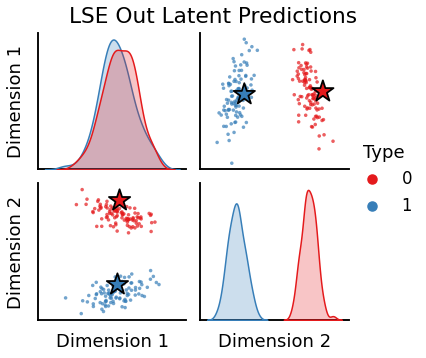 LSE Out Latent Predictions
Dimension 1
Dimension 2
Dimension 1
Dimension 2
Type
0
1